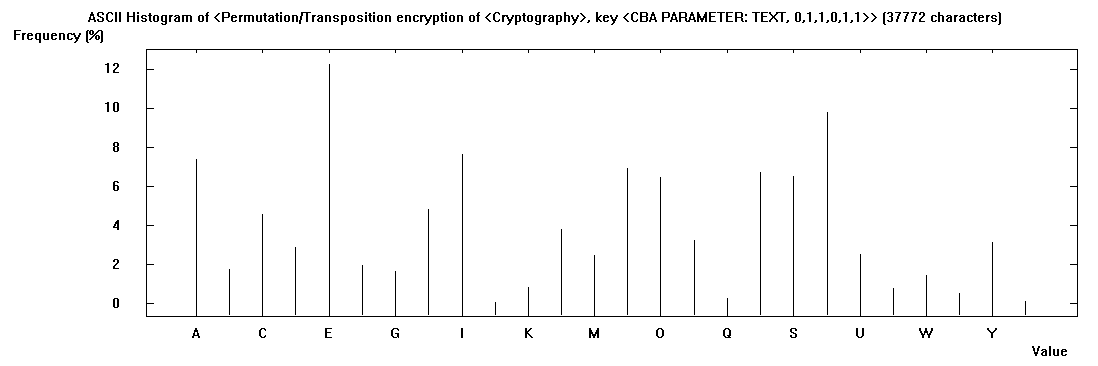 ASCII Histogram of <Permutation/Transposition encryption of <Cryptography>, key <CBA PARAMETER: TEXT, 0,1,1,0,1,1>> (37772 characters)
Frequency (%)
12
10
8
6
4
2
0
A C E G I K M O Q S U W Y
Value